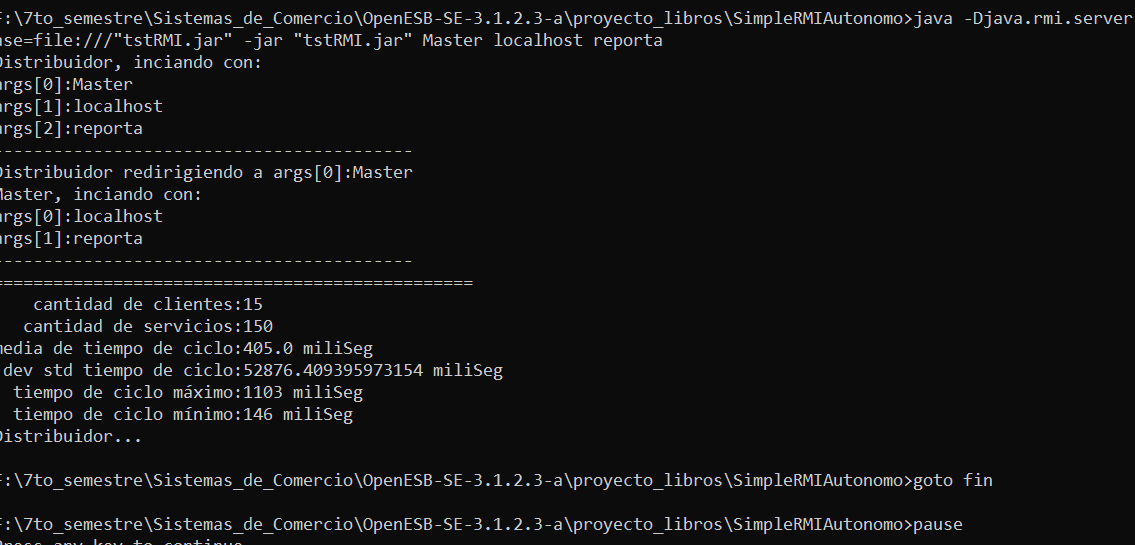 F:\7to_semestre\Sistemas_de_Comercio\OpenESB-SE-3.1.2.3-a\proyecto_libros\SimpleRMIAutonomo>java -Djava.rmi.server
ase=file:///"tstRMI.jar" -jar "tstRMI.jar" Master localhost reporta
Distribuidor, inciando con:
args[0]:Master
args[1]:localhost
args[2]:reporta
------------------------------------------
Distribuidor redirigiendo a args[0]:Master
Master, inciando con:
args[0]:localhost
args[1]:reporta
------------------------------------------
================================================
cantidad de clientes:15
cantidad de servicios:150
media de tiempo de ciclo:405.0 miliSeg
dev std tiempo de ciclo:52876.409395973154 miliSeg
tiempo de ciclo máximo:1103 miliSeg
tiempo de ciclo mínimo:146 miliSeg
Distribuidor...
F:\7to_semestre\Sistemas_de_Comercio\OpenESB-SE-3.1.2.3-a\proyecto_libros\SimpleRMIAutonomo>goto fin
F:\7to_semestre\Sistemas_de_Comercio\OpenESB-SE-3.1.2.3-a\proyecto_libros\SimpleRMIAutonomo>pause
Press any key to continue